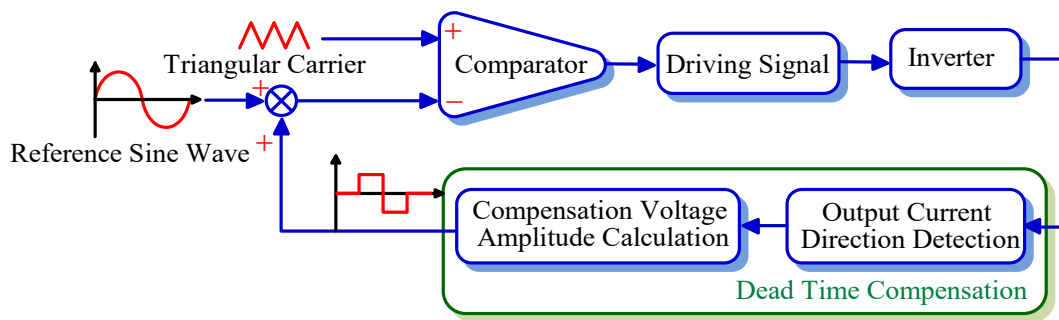 Triangular Carrier
+
Comparator
−
Driving Signal
Inverter
+
Reference Sine Wave
+
Compensation Voltage
Amplitude Calculation
Output Current
Direction Detection
Dead Time Compensation